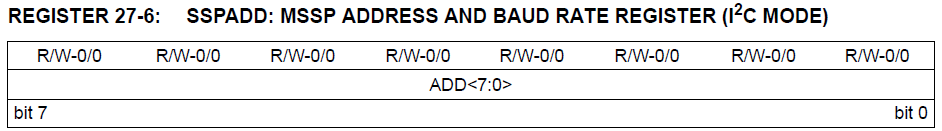 REGISTER 27-6: SSPADD: MSSP ADDRESS AND BAUD RATE REGISTER (I²C MODE)
R/W-0/0 R/W-0/0 R/W-0/0 R/W-0/0 R/W-0/0 R/W-0/0 R/W-0/0 R/W-0/0
ADD<7:0>
bit 7 bit 0